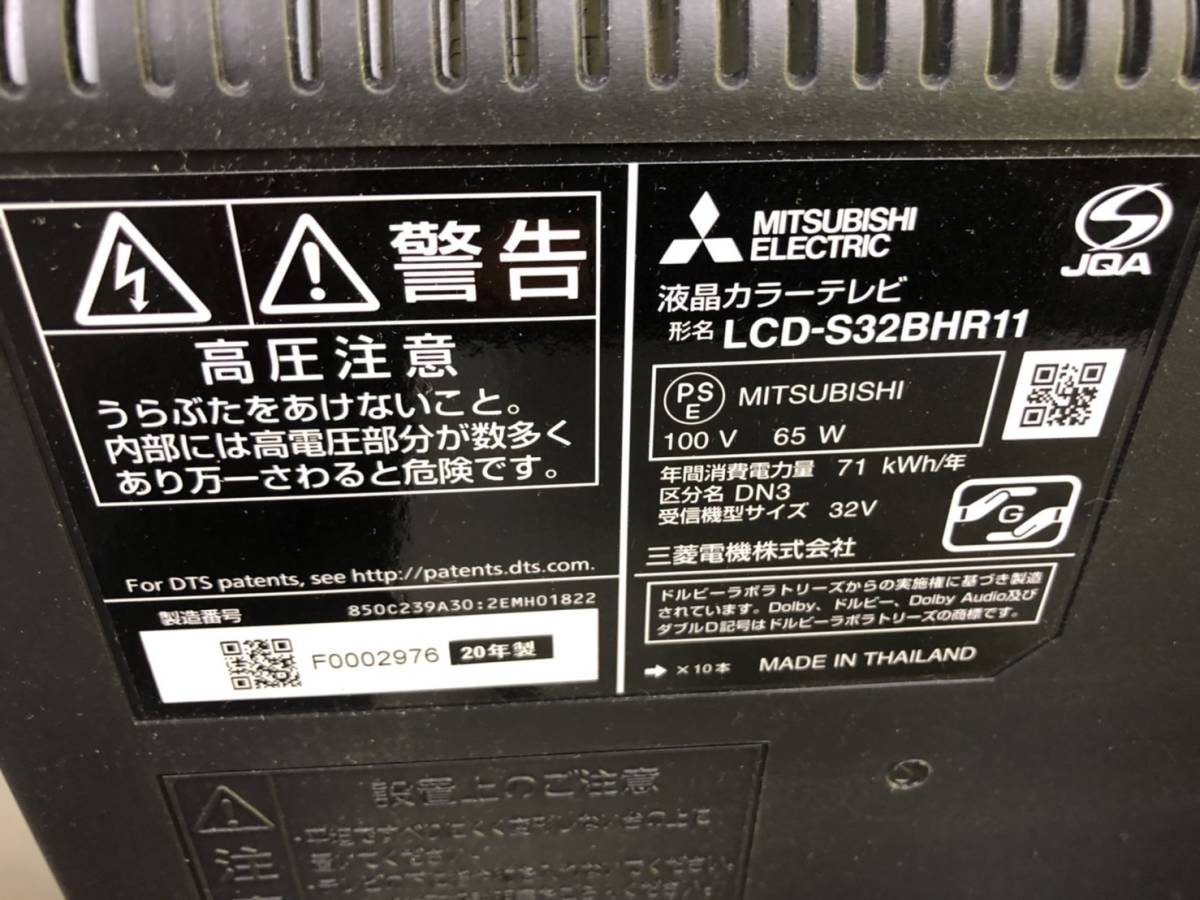 警告
高圧注意
うらぶたをあけないこと。
内部には高電圧部分が数多く
あり万一さわると危険です。
For DTS patents, see http://patents.dts.com.
製造番号
850C239A30:2EMH01822
F0002976 20年製
MITSUBISHI
ELECTRIC
JQA
液晶カラーテレビ
形名 LCD-S32BHR11
PS
E
MITSUBISHI
100 V 65 W
年間消費電力量 71 kWh/年
区分名 DN3
受信機型サイズ 32V
G
三菱電機株式会社
ドルビーラボラトリーズからの実施権に基づき製造
されています。Dolby、ドルビー、Dolby Audio及び
ダブルD記号はドルビーラボラトリーズの商標です。
→ ×10本 MADE IN THAILAND
設置上のご注意
注
意